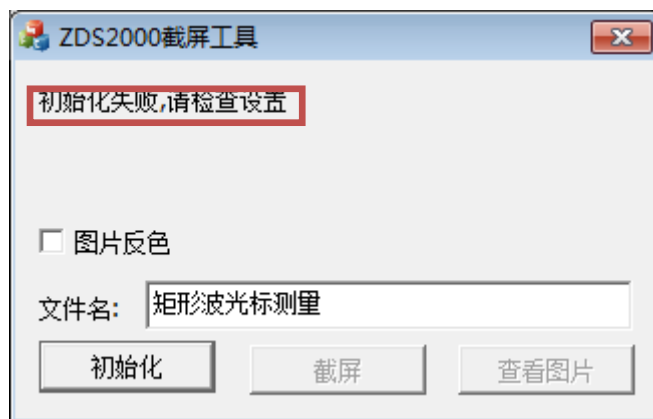 ZDS2000截屏工具
初始化失败,请检查设置
图片反色
文件名: 矩形波光标测量
初始化 截屏 查看图片